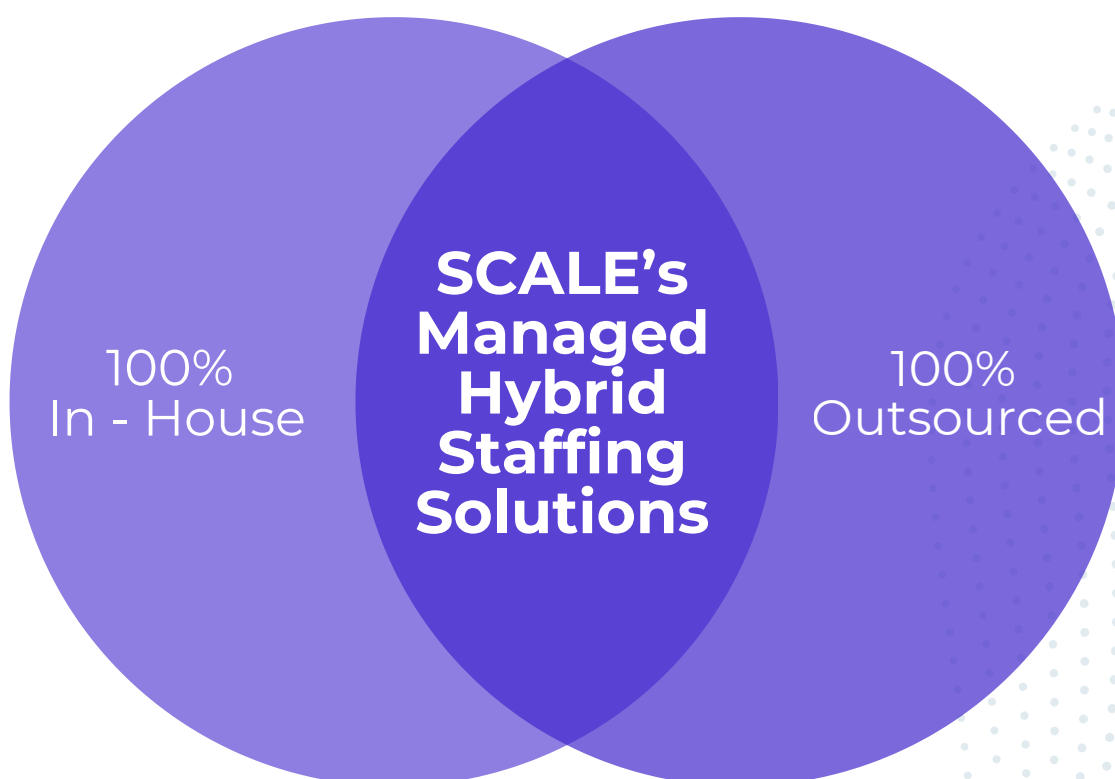 100%
In - House
SCALE’s
Managed
Hybrid
Staffing
Solutions
100%
Outsourced